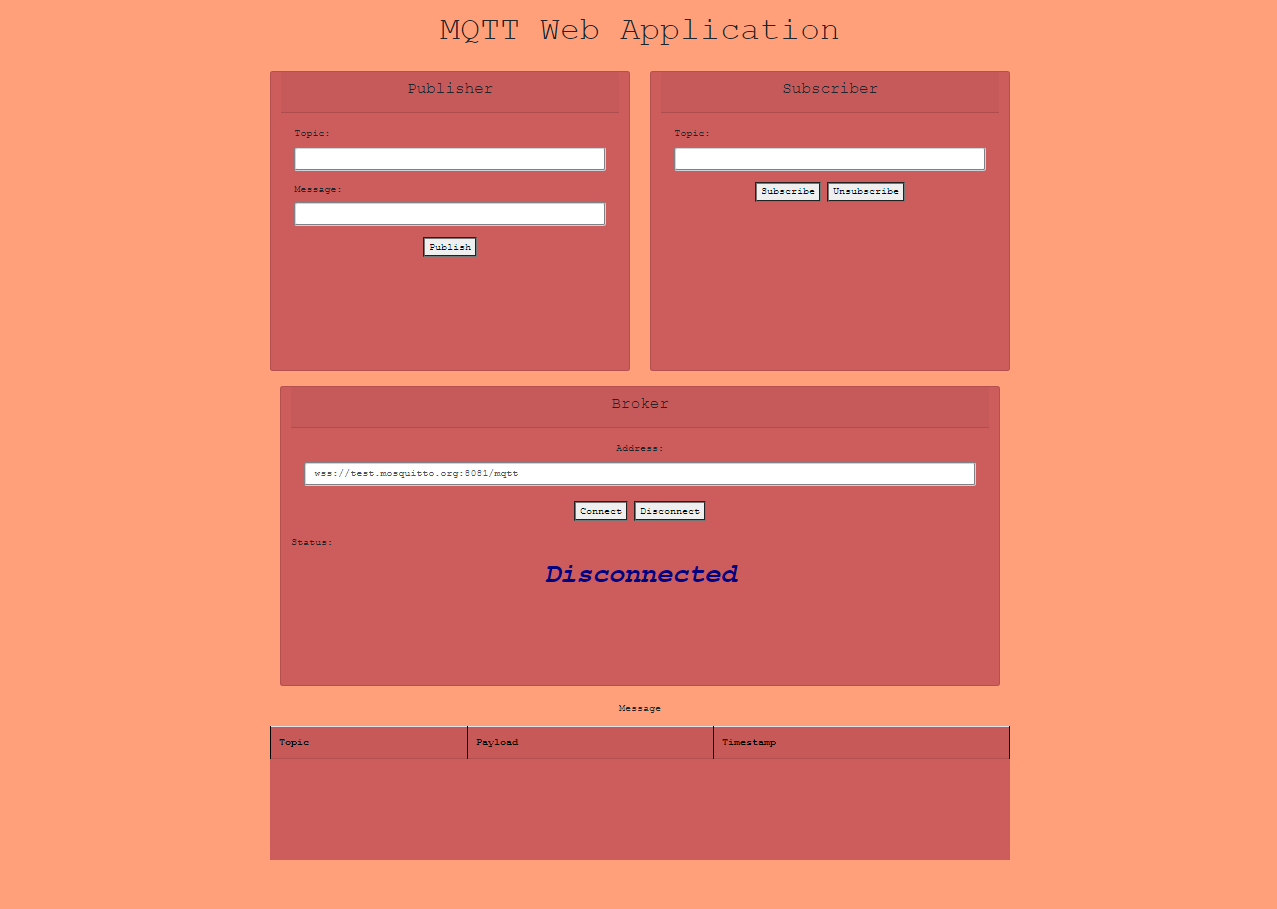 MQTT Web Application
Publisher
Topic:
Message:
Publish
Subscriber
Topic:
Subscribe Unsubscribe
Broker
Address:
wss://test.mosquitto.org:8081/mqtt
Connect Disconnect
Status:
Disconnected
Message
Topic Payload Timestamp